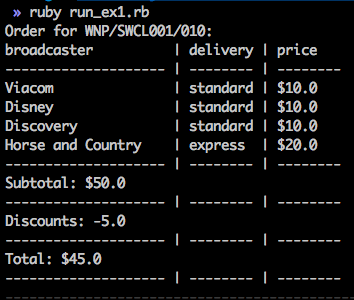 » ruby run_ex1.rb
Order for WNP/SWCL001/010:
broadcaster          | delivery | price
-------------------- | -------- | --------
Viacom               | standard | $10.0
Disney               | standard | $10.0
Discovery            | standard | $10.0
Horse and Country    | express  | $20.0
-------------------- | -------- | --------
Subtotal: $50.0
-------------------- | -------- | --------
Discounts: -5.0
-------------------- | -------- | --------
Total: $45.0
-------------------- | -------- | --------